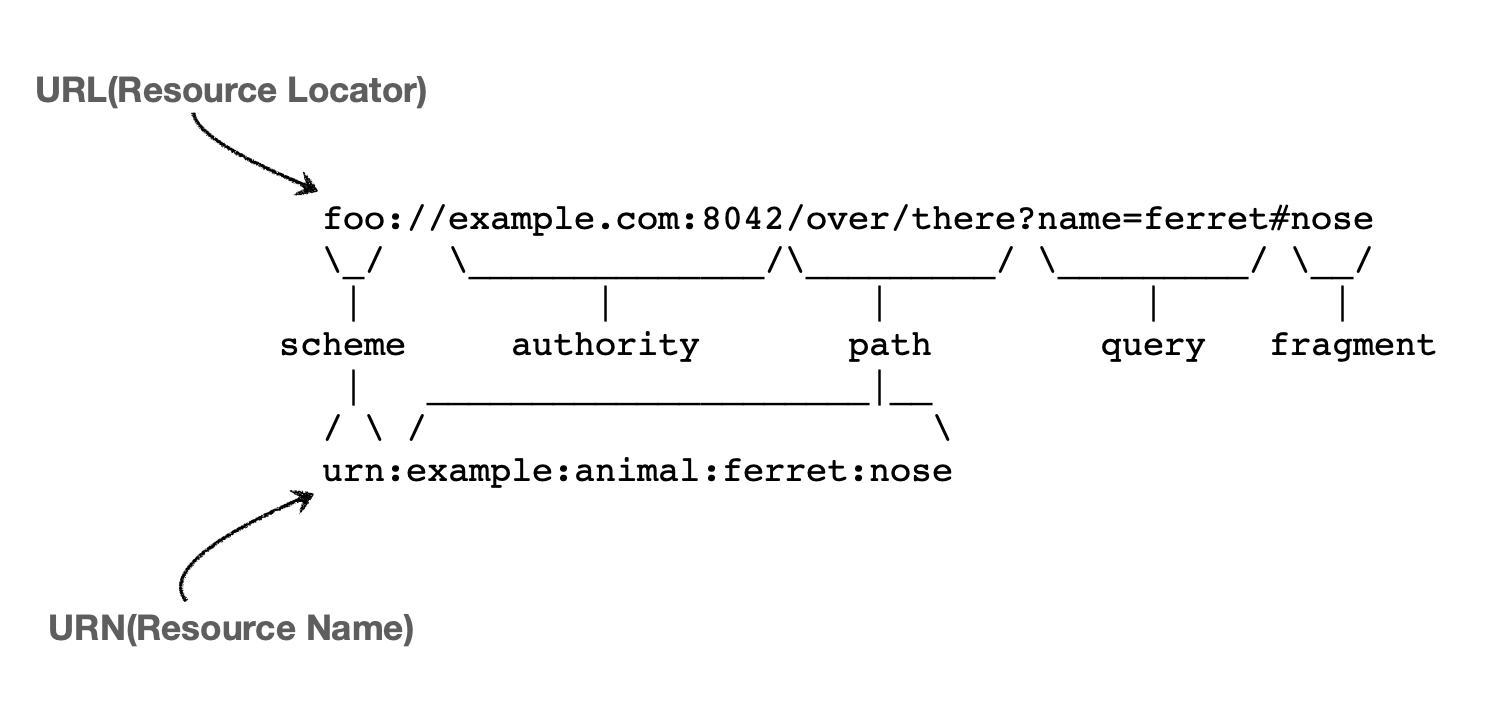 URL(Resource Locator)
foo://example.com:8042/over/there?name=ferret#nose
scheme authority path query fragment
urn:example:animal:ferret:nose
URN(Resource Name)